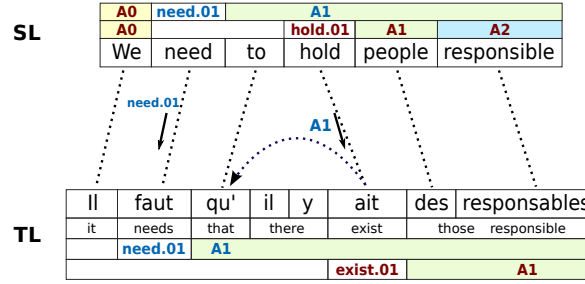 A0 need.01 A1
A0 hold.01 A1 A2
SL We need to hold people responsible
need.01 A1
Il faut qu' il y ait des responsables
it needs that there exist those responsible
TL need.01 A1
exist.01 A1